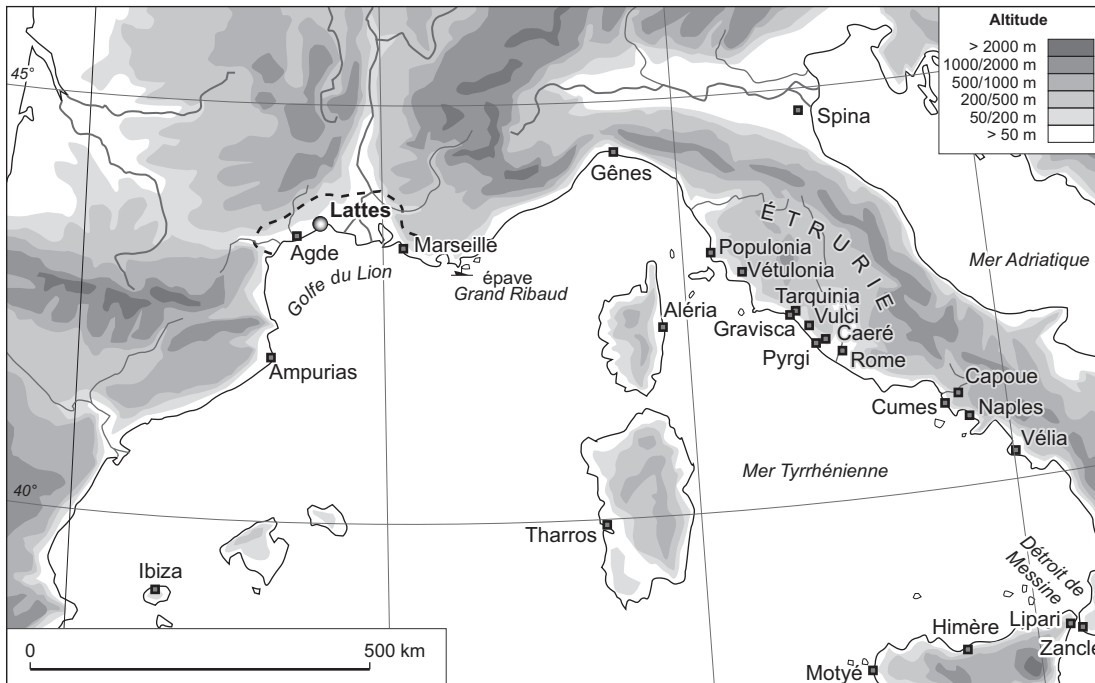 Altitude
> 2000 m
1000/2000 m
500/1000 m
200/500 m
50/200 m
> 50 m
45°
Spina
Gênes
ÉTRURIE
Lattes
Agde
Marseille
Golfe du Lion
épave
Grand Ribaud
Populonia
Vétulonia
Mer Adriatique
Tarquinia
Vulci
Aléria
Gravisca
Caeré
Pyrgi
Rome
Ampurias
Capoue
Cumes
Naples
Vélia
Mer Tyrrhénienne
40°
Tharros
Ibiza
Détroit de
Messine
Lipari
Himère
Zancle
Motyé
0
500 km